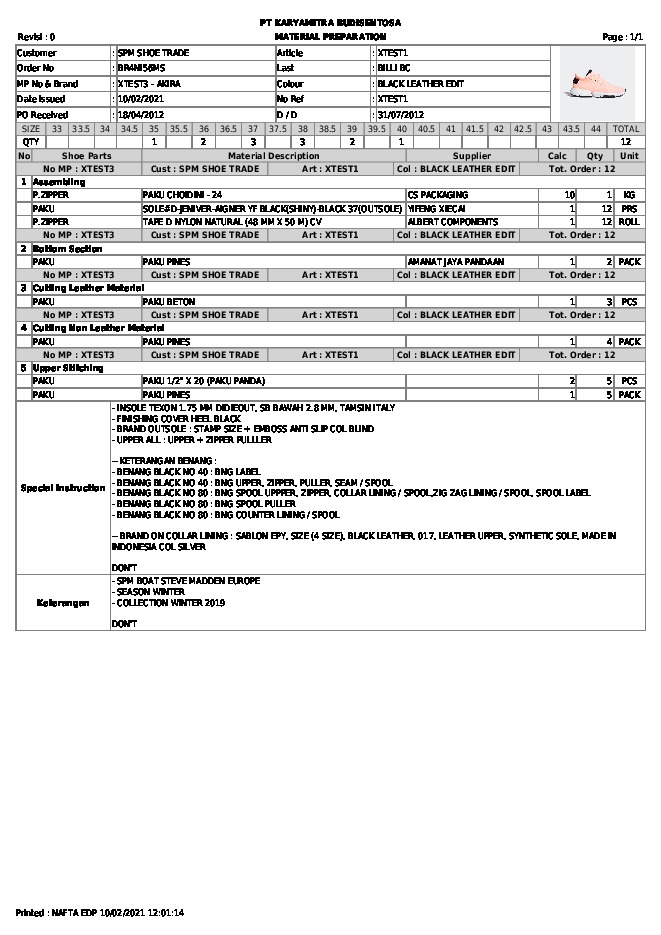 PT KARYAMITRA BUDISENTOSA
Revisi : 0 MATERIAL PREPARATION Page : 1/1
Customer : SPM SHOE TRADE Article : XTEST1
Order No : BR4NI56MS Last : BILLI BC
MP No & Brand : XTEST3 - AKIRA Colour : BLACK LEATHER EDIT
Date Issued : 10/02/2021 No Ref : XTEST1
PO Received : 18/04/2012 D / D : 31/07/2012
SIZE 33 33.5 34 34.5 35 35.5 36 36.5 37 37.5 38 38.5 39 39.5 40 40.5 41 41.5 42 42.5 43 43.5 44 TOTAL
QTY 1 2 3 3 2 1 12
No Shoe Parts Material Description Supplier Calc Qty Unit
No MP : XTEST3 Cust : SPM SHOE TRADE Art : XTEST1 Col : BLACK LEATHER EDIT Tot. Order : 12
1 Assembling
P.ZIPPER PAKU CHOIDINI - 24 CS PACKAGING 10 1 KG
PAKU SOLE#D-JENIVER-AIGNER YF BLACK(SHINY)-BLACK 37(OUTSOLE) YIFENG XIECAI 1 12 PRS
P.ZIPPER TAPE D NYLON NATURAL (48 MM X 50 M) CV ALBERT COMPONENTS 1 12 ROLL
No MP : XTEST3 Cust : SPM SHOE TRADE Art : XTEST1 Col : BLACK LEATHER EDIT Tot. Order : 12
2 Bottom Section
PAKU PAKU PINES AMANAT JAYA PANDAAN 1 2 PACK
No MP : XTEST3 Cust : SPM SHOE TRADE Art : XTEST1 Col : BLACK LEATHER EDIT Tot. Order : 12
3 Cutting Leather Material
PAKU PAKU BETON 1 3 PCS
No MP : XTEST3 Cust : SPM SHOE TRADE Art : XTEST1 Col : BLACK LEATHER EDIT Tot. Order : 12
4 Cutting Non Leather Material
PAKU PAKU PINES 1 4 PACK
No MP : XTEST3 Cust : SPM SHOE TRADE Art : XTEST1 Col : BLACK LEATHER EDIT Tot. Order : 12
5 Upper Stitching
PAKU PAKU 1/2" X 20 (PAKU PANDA) 2 5 PCS
PAKU PAKU PINES 1 5 PACK
Special Instruction
- INSOLE TEXON 1.75 MM DIDIEOUT, SB BAWAH 2.8 MM, TAMSIN ITALY
- FINISHING COVER HEEL BLACK
- BRAND OUTSOLE : STAMP SIZE + EMBOSS ANTI SLIP COL BLIND
- UPPER ALL : UPPER + ZIPPER PULLLER
-- KETERANGAN BENANG :
- BENANG BLACK NO 40 : BNG LABEL
- BENANG BLACK NO 40 : BNG UPPER, ZIPPER, PULLER, SEAM / SPOOL
- BENANG BLACK NO 80 : BNG SPOOL UPPPER, ZIPPER, COLLAR LINING / SPOOL,ZIG ZAG LINING / SPOOL, SPOOL LABEL
- BENANG BLACK NO 80 : BNG SPOOL PULLER
- BENANG BLACK NO 80 : BNG COUNTER LINING / SPOOL
-- BRAND ON COLLAR LINING : SABLON EPY, SIZE (4 SIZE), BLACK LEATHER, 017, LEATHER UPPER, SYNTHETIC SOLE, MADE IN
INDONESIA COL SILVER
DON'T
Keterangan
- SPM BOAT STEVE MADDEN EUROPE
- SEASON WINTER
- COLLECTION WINTER 2019
DON'T
Printed : NAFTA EDP 10/02/2021 12:01:14